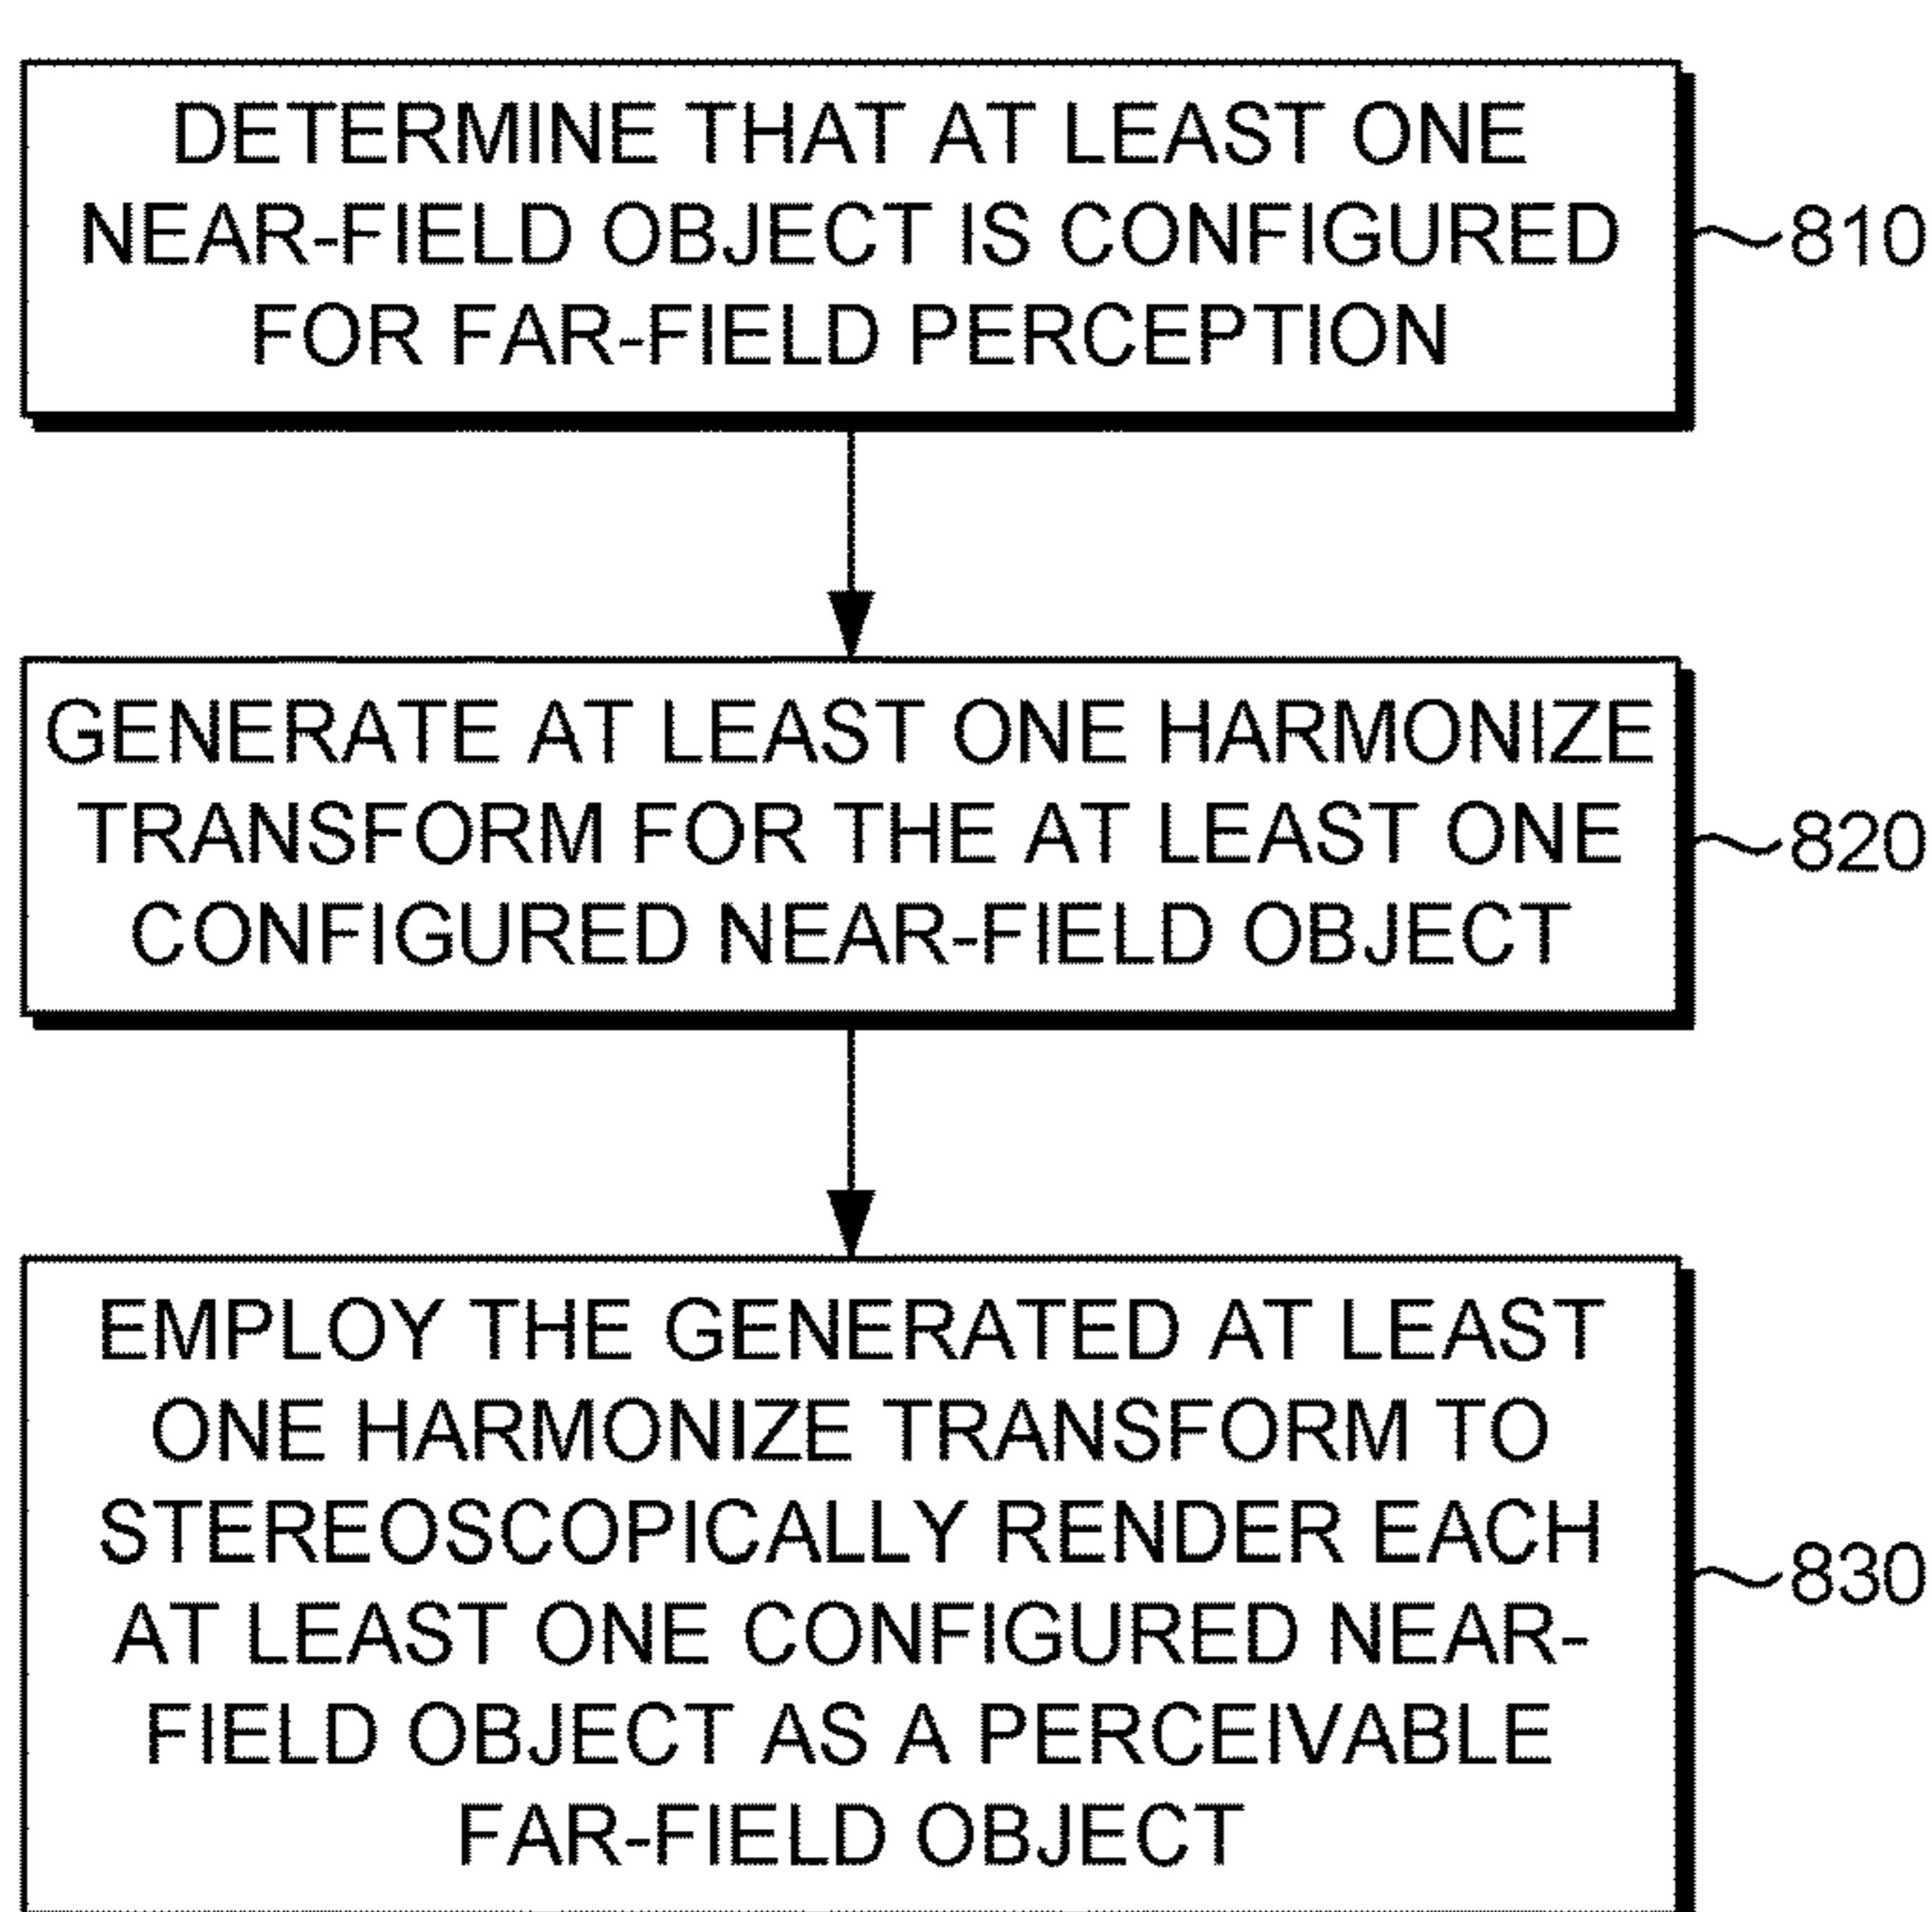 DETERMINE THAT AT LEAST ONE
NEAR-FIELD OBJECT IS CONFIGURED
FOR FAR-FIELD PERCEPTION
810
GENERATE AT LEAST ONE HARMONIZE
TRANSFORM FOR THE AT LEAST ONE
CONFIGURED NEAR-FIELD OBJECT
820
EMPLOY THE GENERATED AT LEAST
ONE HARMONIZE TRANSFORM TO
STEREOSCOPICALLY RENDER EACH
AT LEAST ONE CONFIGURED NEAR-
FIELD OBJECT AS A PERCEIVABLE
FAR-FIELD OBJECT
830